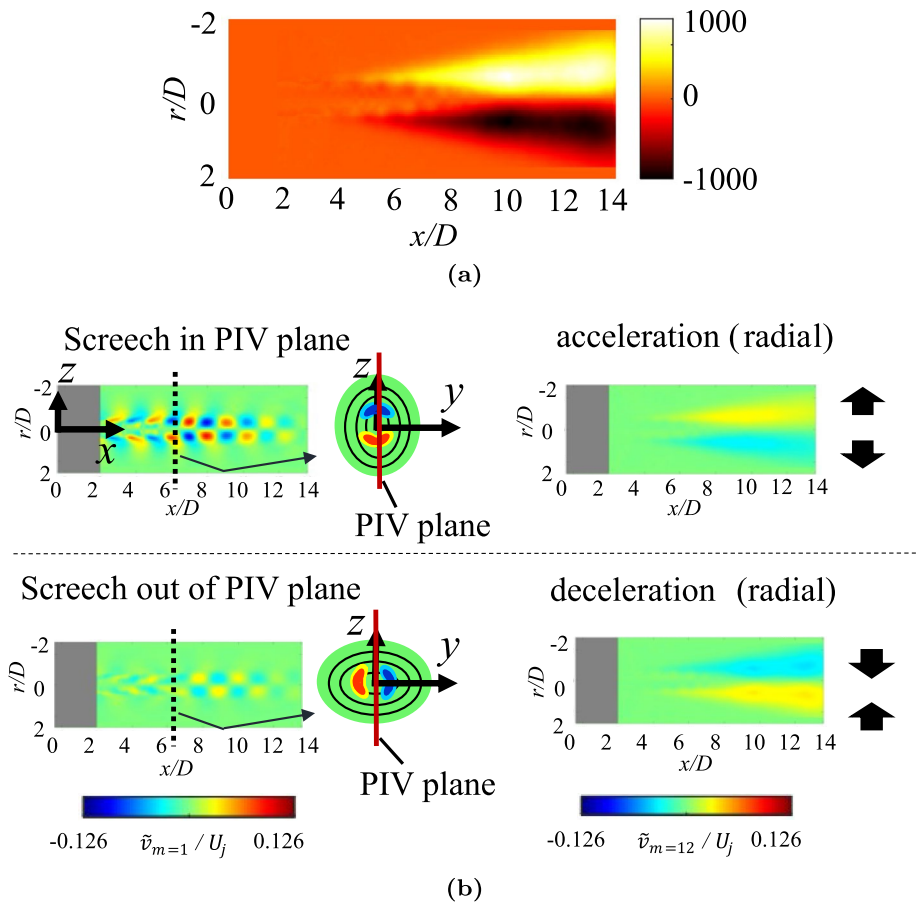 -2
0
2
r/D
0 2 4 6 8 10 12 14
x/D
1000
0
-1000
(a)
Screech in PIV plane
acceleration (radial)
-2
0
2
r/D
z
x
0 2 4 6 8 10 12 14
x/D
z
y
PIV plane
-2
0
2
r/D
0 2 4 6 8 10 12 14
x/D
Screech out of PIV plane
deceleration (radial)
-2
0
2
r/D
0 2 4 6 8 10 12 14
x/D
z
y
PIV plane
-2
0
2
r/D
0 2 4 6 8 10 12 14
x/D
-0.126 ṽₘ₌₁ / Uⱼ 0.126
-0.126 ṽₘ₌₁₂ / Uⱼ 0.126
(b)